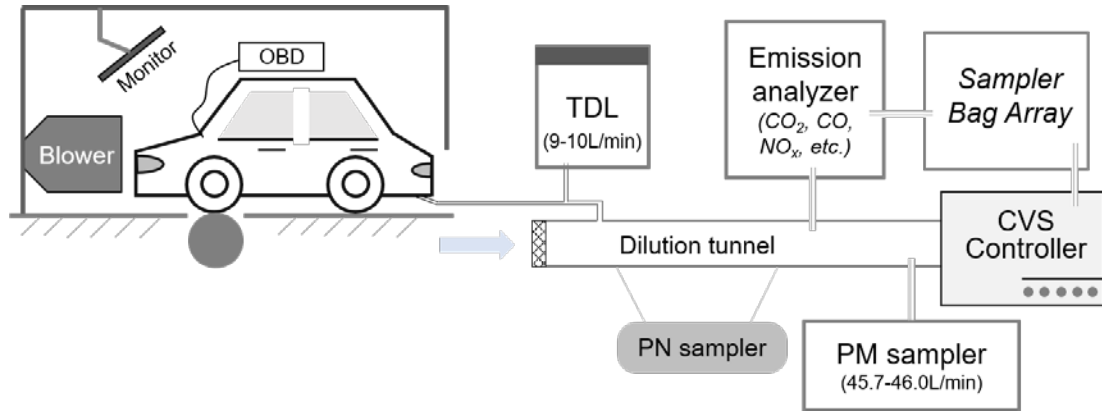 Monitor
OBD
Blower
TDL
(9-10L/min)
Emission
analyzer
(CO₂, CO,
NOₓ, etc.)
Sampler
Bag Array
CVS
Controller
Dilution tunnel
PN sampler
PM sampler
(45.7-46.0L/min)